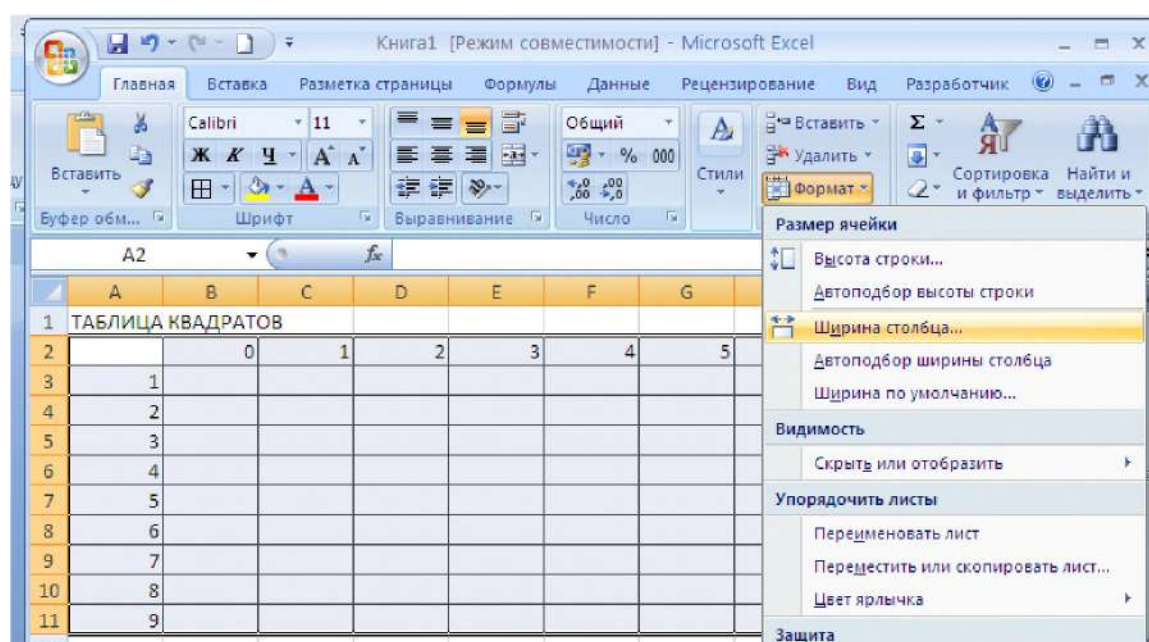 Книга1 [Режим совместимости] - Microsoft Excel
Главная Вставка Разметка страницы Формулы Данные Рецензирование Вид Разработчик
Calibri 11 Общий Σ А Я
Вставить Ж К Ч A A % 000 Стили Вставить Удалить Формат Сортировка и фильтр Найти и выделить
Буфер обм... Шрифт Выравнивание Число
A2 fx
A B C D E F G
1 ТАБЛИЦА КВАДРАТОВ
2 0 1 2 3 4 5
3 1
4 2
5 3
6 4
7 5
8 6
9 7
10 8
11 9
Размер ячейки
Высота строки...
Автоподбор высоты строки
Ширина столбца...
Автоподбор ширины столбца
Ширина по умолчанию...
Видимость
Скрыть или отобразить
Упорядочить листы
Переименовать лист
Переместить или скопировать лист...
Цвет ярлычка
Защита